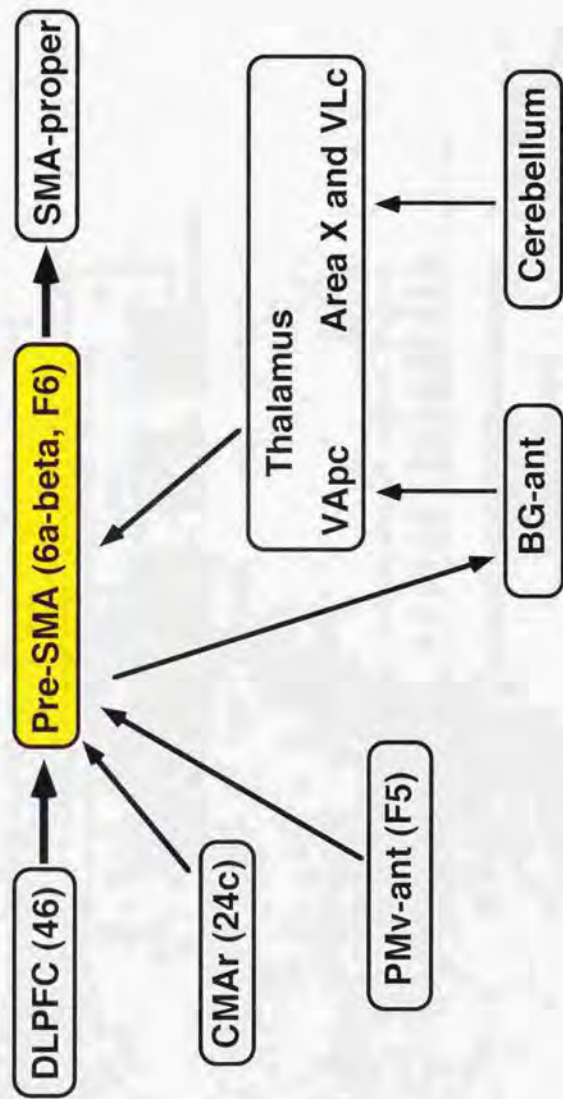 DLPFC (46)
Pre-SMA (6a-beta, F6)
SMA-proper
CMAr (24c)
PMv-ant (F5)
Thalamus
VApc
Area X and VLc
BG-ant
Cerebellum